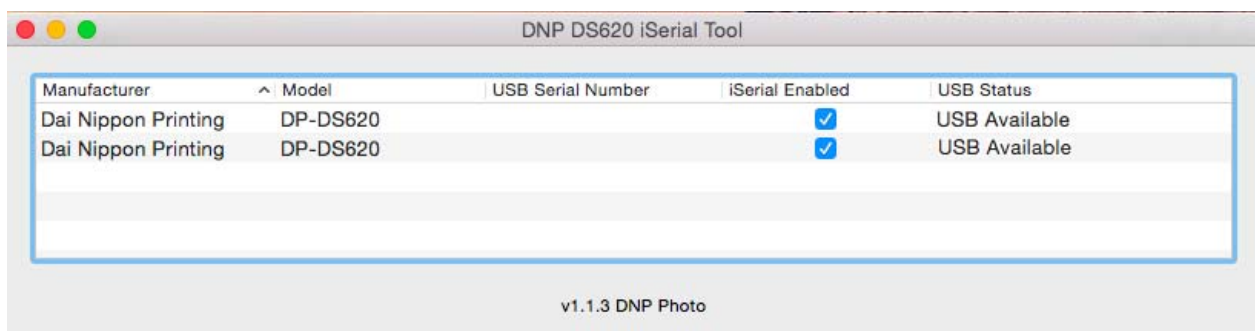 DNP DS620 iSerial Tool
Manufacturer Model USB Serial Number iSerial Enabled USB Status
Dai Nippon Printing DP-DS620 USB Available
Dai Nippon Printing DP-DS620 USB Available
v1.1.3 DNP Photo